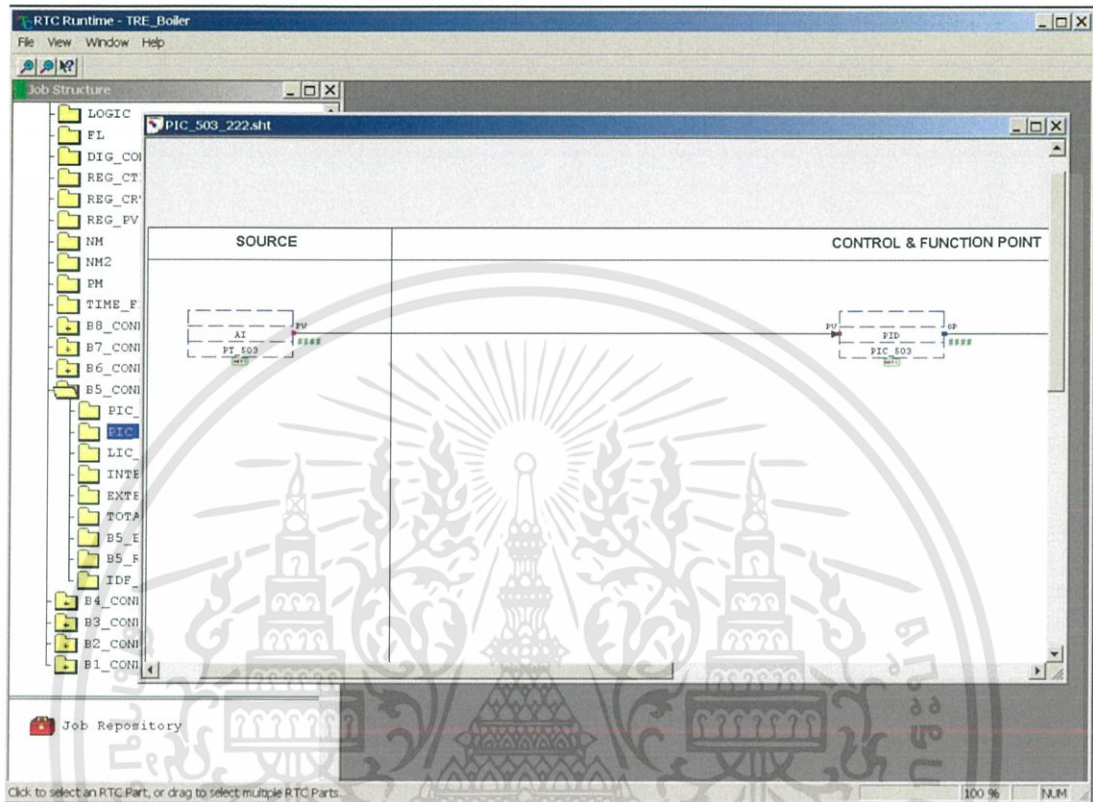 RTC Runtime - TRE_Boiler
File View Window Help
Job Structure
LOGIC
FL
DIG_CO
REG_CT
REG_CR
REG_PV
NM
NM2
PM
TIME_F
B8_CON
B7_CON
B6_CON
B5_CON
PIC_
PIC
LIC_
INTE
EXTE
TOTA
B5_E
B5_R
IDF_
B4_CON
B3_CON
B2_CON
B1_CON
Job Repository
PIC_503_222.sht
SOURCE
CONTROL & FUNCTION POINT
AI
PV
PT_503
####
PV
PID
OP
PIC_503
####
Click to select an RTC Part, or drag to select multiple RTC Parts.
100 %
NUM